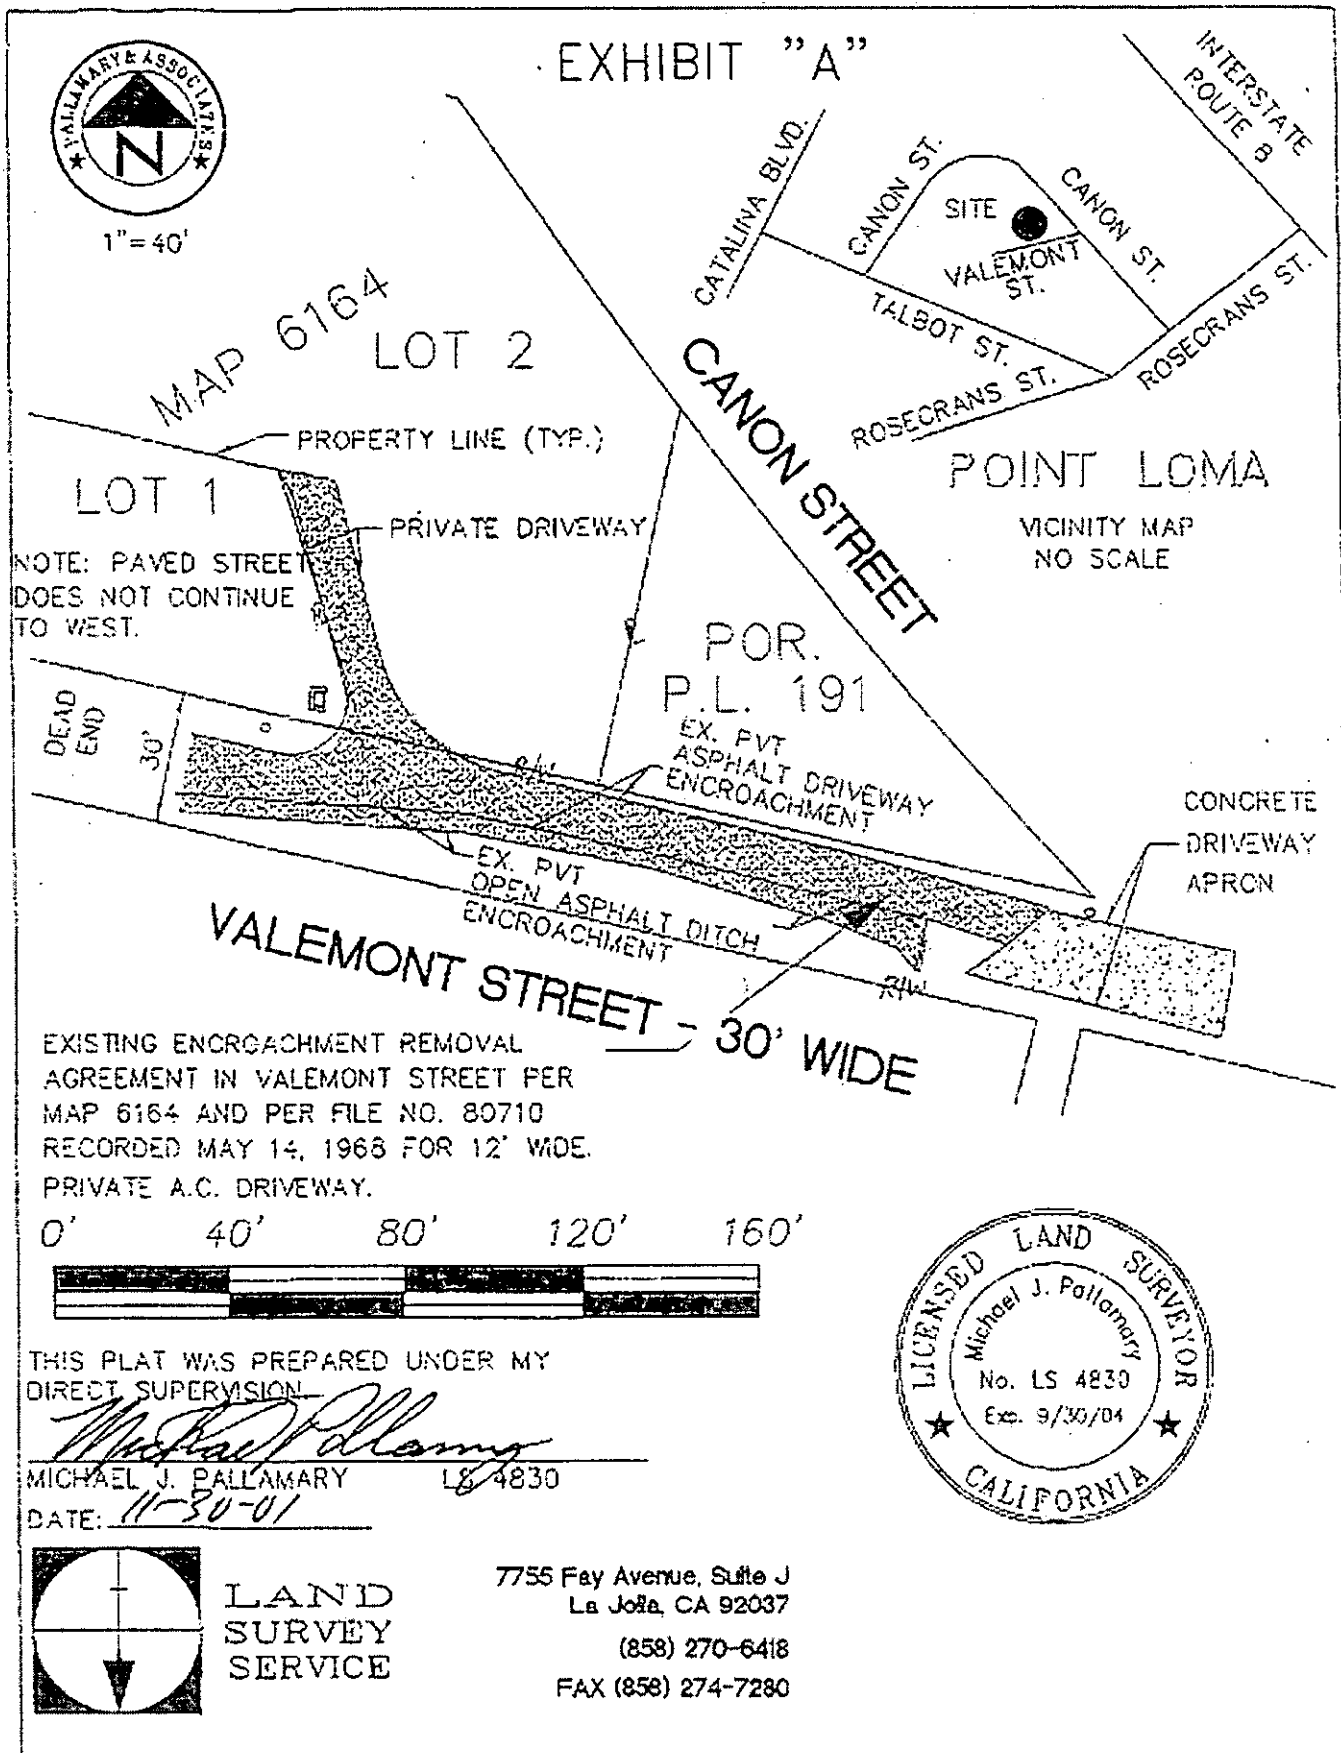 EXHIBIT "A"
PALLAMARY & ASSOCIATES
N
1"=40'
INTERSTATE
ROUTE 8
CATALINA BLVD.
CANON ST.
SITE
CANON ST.
VALEMONT
ST.
TALBOT ST.
ROSECRANS ST.
ROSECRANS ST.
POINT LOMA
VICINITY MAP
NO SCALE
MAP 6164
LOT 2
CANON STREET
PROPERTY LINE (TYP.)
LOT 1
PRIVATE DRIVEWAY
NOTE: PAVED STREET
DOES NOT CONTINUE
TO WEST.
POR.
P.L. 191
DEAD
END
30'
R/W
EX. PVT
ASPHALT DRIVEWAY
ENCROACHMENT
CONCRETE
DRIVEWAY
APRON
EX. PVT
OPEN ASPHALT DITCH
ENCROACHMENT
R/W
VALEMONT STREET - 30' WIDE
EXISTING ENCROACHMENT REMOVAL
AGREEMENT IN VALEMONT STREET PER
MAP 6164 AND PER FILE NO. 80710
RECORDED MAY 14, 1968 FOR 12' WIDE.
PRIVATE A.C. DRIVEWAY.
0' 40' 80' 120' 160'
THIS PLAT WAS PREPARED UNDER MY
DIRECT SUPERVISION
Michael J Pallamary
MICHAEL J. PALLAMARY LS 4830
DATE: 11-30-01
LICENSED LAND SURVEYOR
Michael J. Pallamary
No. LS 4830
Exp. 9/30/04
CALIFORNIA
LAND
SURVEY
SERVICE
7755 Fay Avenue, Suite J
La Jolla, CA 92037
(858) 270-6418
FAX (858) 274-7280